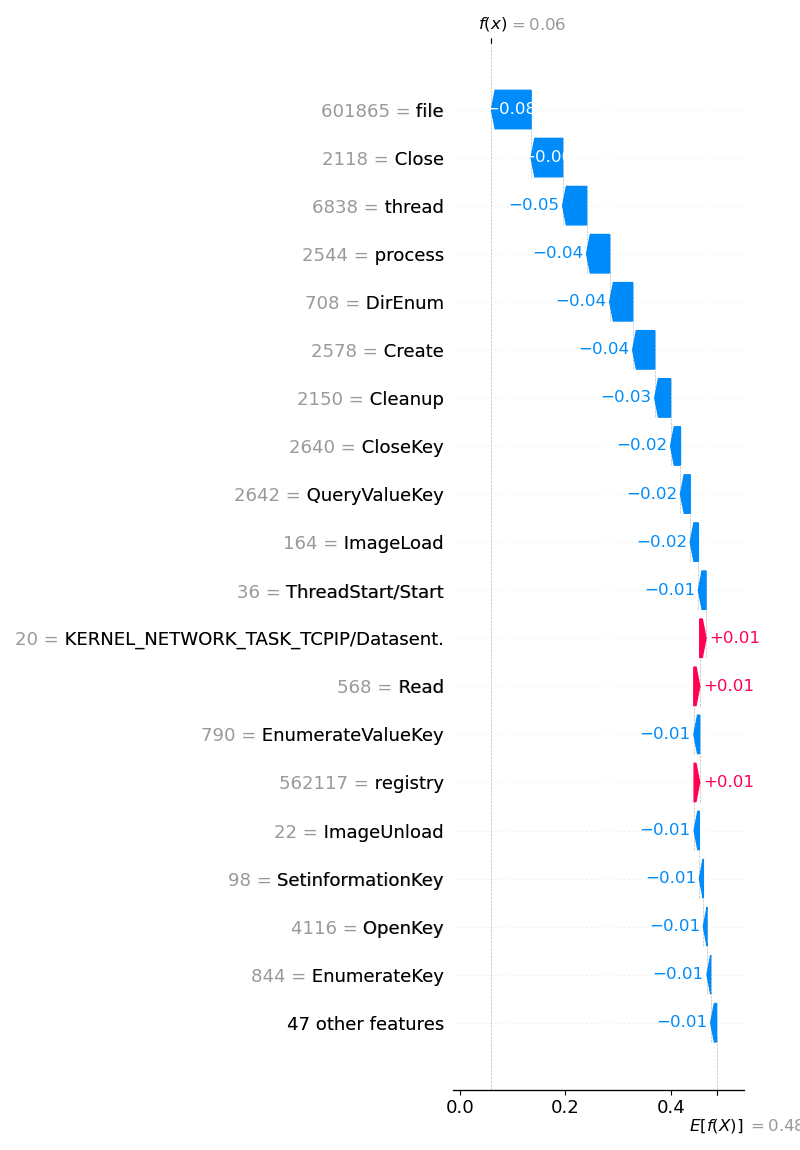 f(x) = 0.06
601865 = file
−0.08
2118 = Close
6838 = thread
−0.05
2544 = process
−0.04
708 = DirEnum
−0.04
2578 = Create
−0.04
2150 = Cleanup
−0.03
2640 = CloseKey
−0.02
2642 = QueryValueKey
−0.02
164 = ImageLoad
−0.02
36 = ThreadStart/Start
−0.01
20 = KERNEL_NETWORK_TASK_TCPIP/Datasent.
+0.01
568 = Read
+0.01
790 = EnumerateValueKey
−0.01
562117 = registry
+0.01
22 = ImageUnload
−0.01
98 = SetinformationKey
−0.01
4116 = OpenKey
−0.01
844 = EnumerateKey
−0.01
47 other features
−0.01
0.0 0.2 0.4
E[f(X)] = 0.48